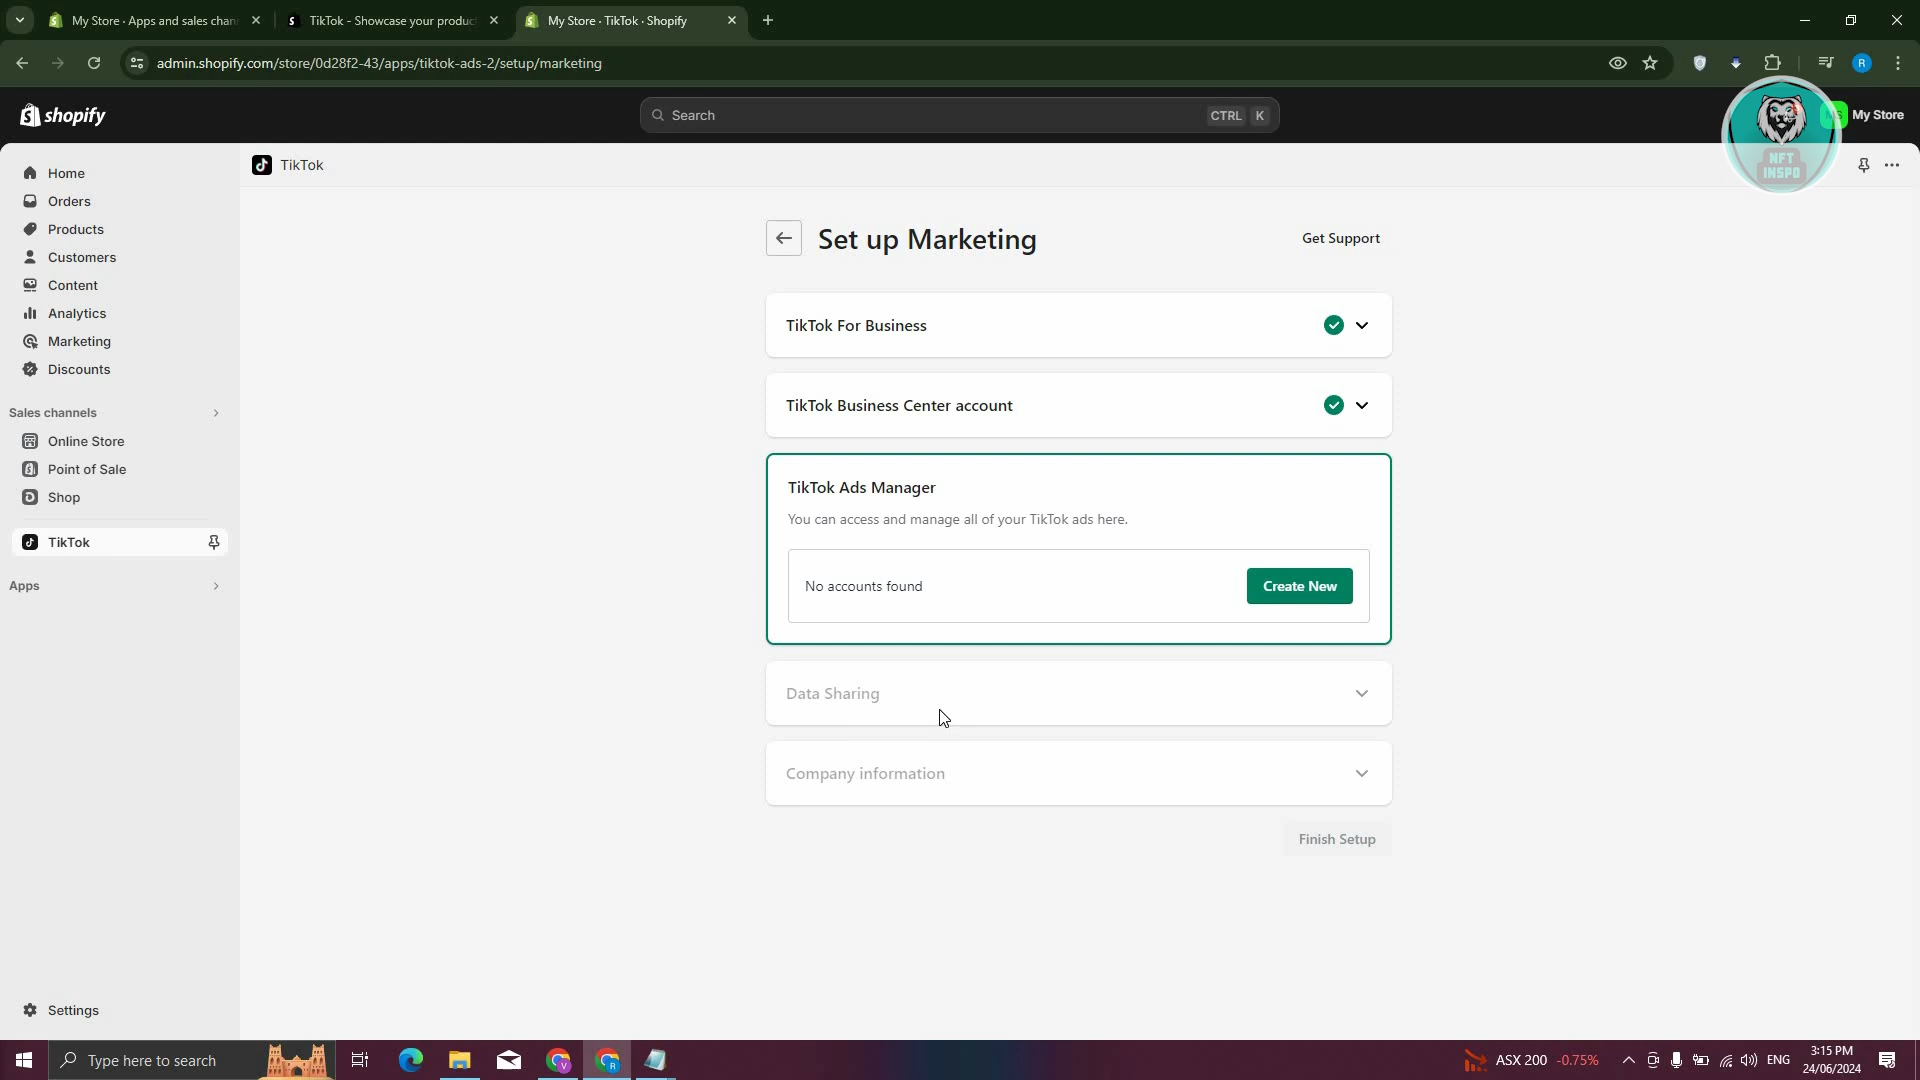 My Store · Apps and sales chan
TikTok - Showcase your produc
My Store · TikTok · Shopify
admin.shopify.com/store/0d28f2-43/apps/tiktok-ads-2/setup/marketing
R
shopify
Search
CTRL K
My Store
NFT
INSPO
Home
Orders
Products
Customers
Content
Analytics
Marketing
Discounts
Sales channels
Online Store
Point of Sale
Shop
TikTok
Apps
Settings
TikTok
Set up Marketing
Get Support
TikTok For Business
TikTok Business Center account
TikTok Ads Manager
You can access and manage all of your TikTok ads here.
No accounts found
Create New
Data Sharing
Company information
Finish Setup
Type here to search
ASX 200 -0.75%
ENG
3:15 PM
24/06/2024